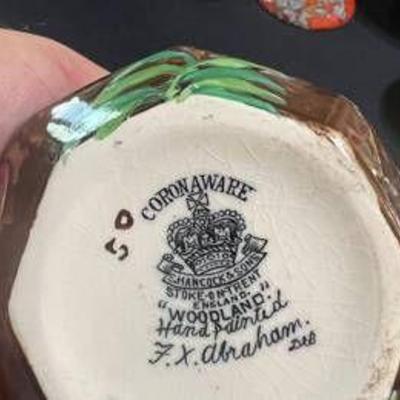 CORONAWARE
S. HANCOCK & SONS
STOKE-ON-TRENT
ENGLAND.
"WOODLAND."
Hand Painted
F. X. Abraham.